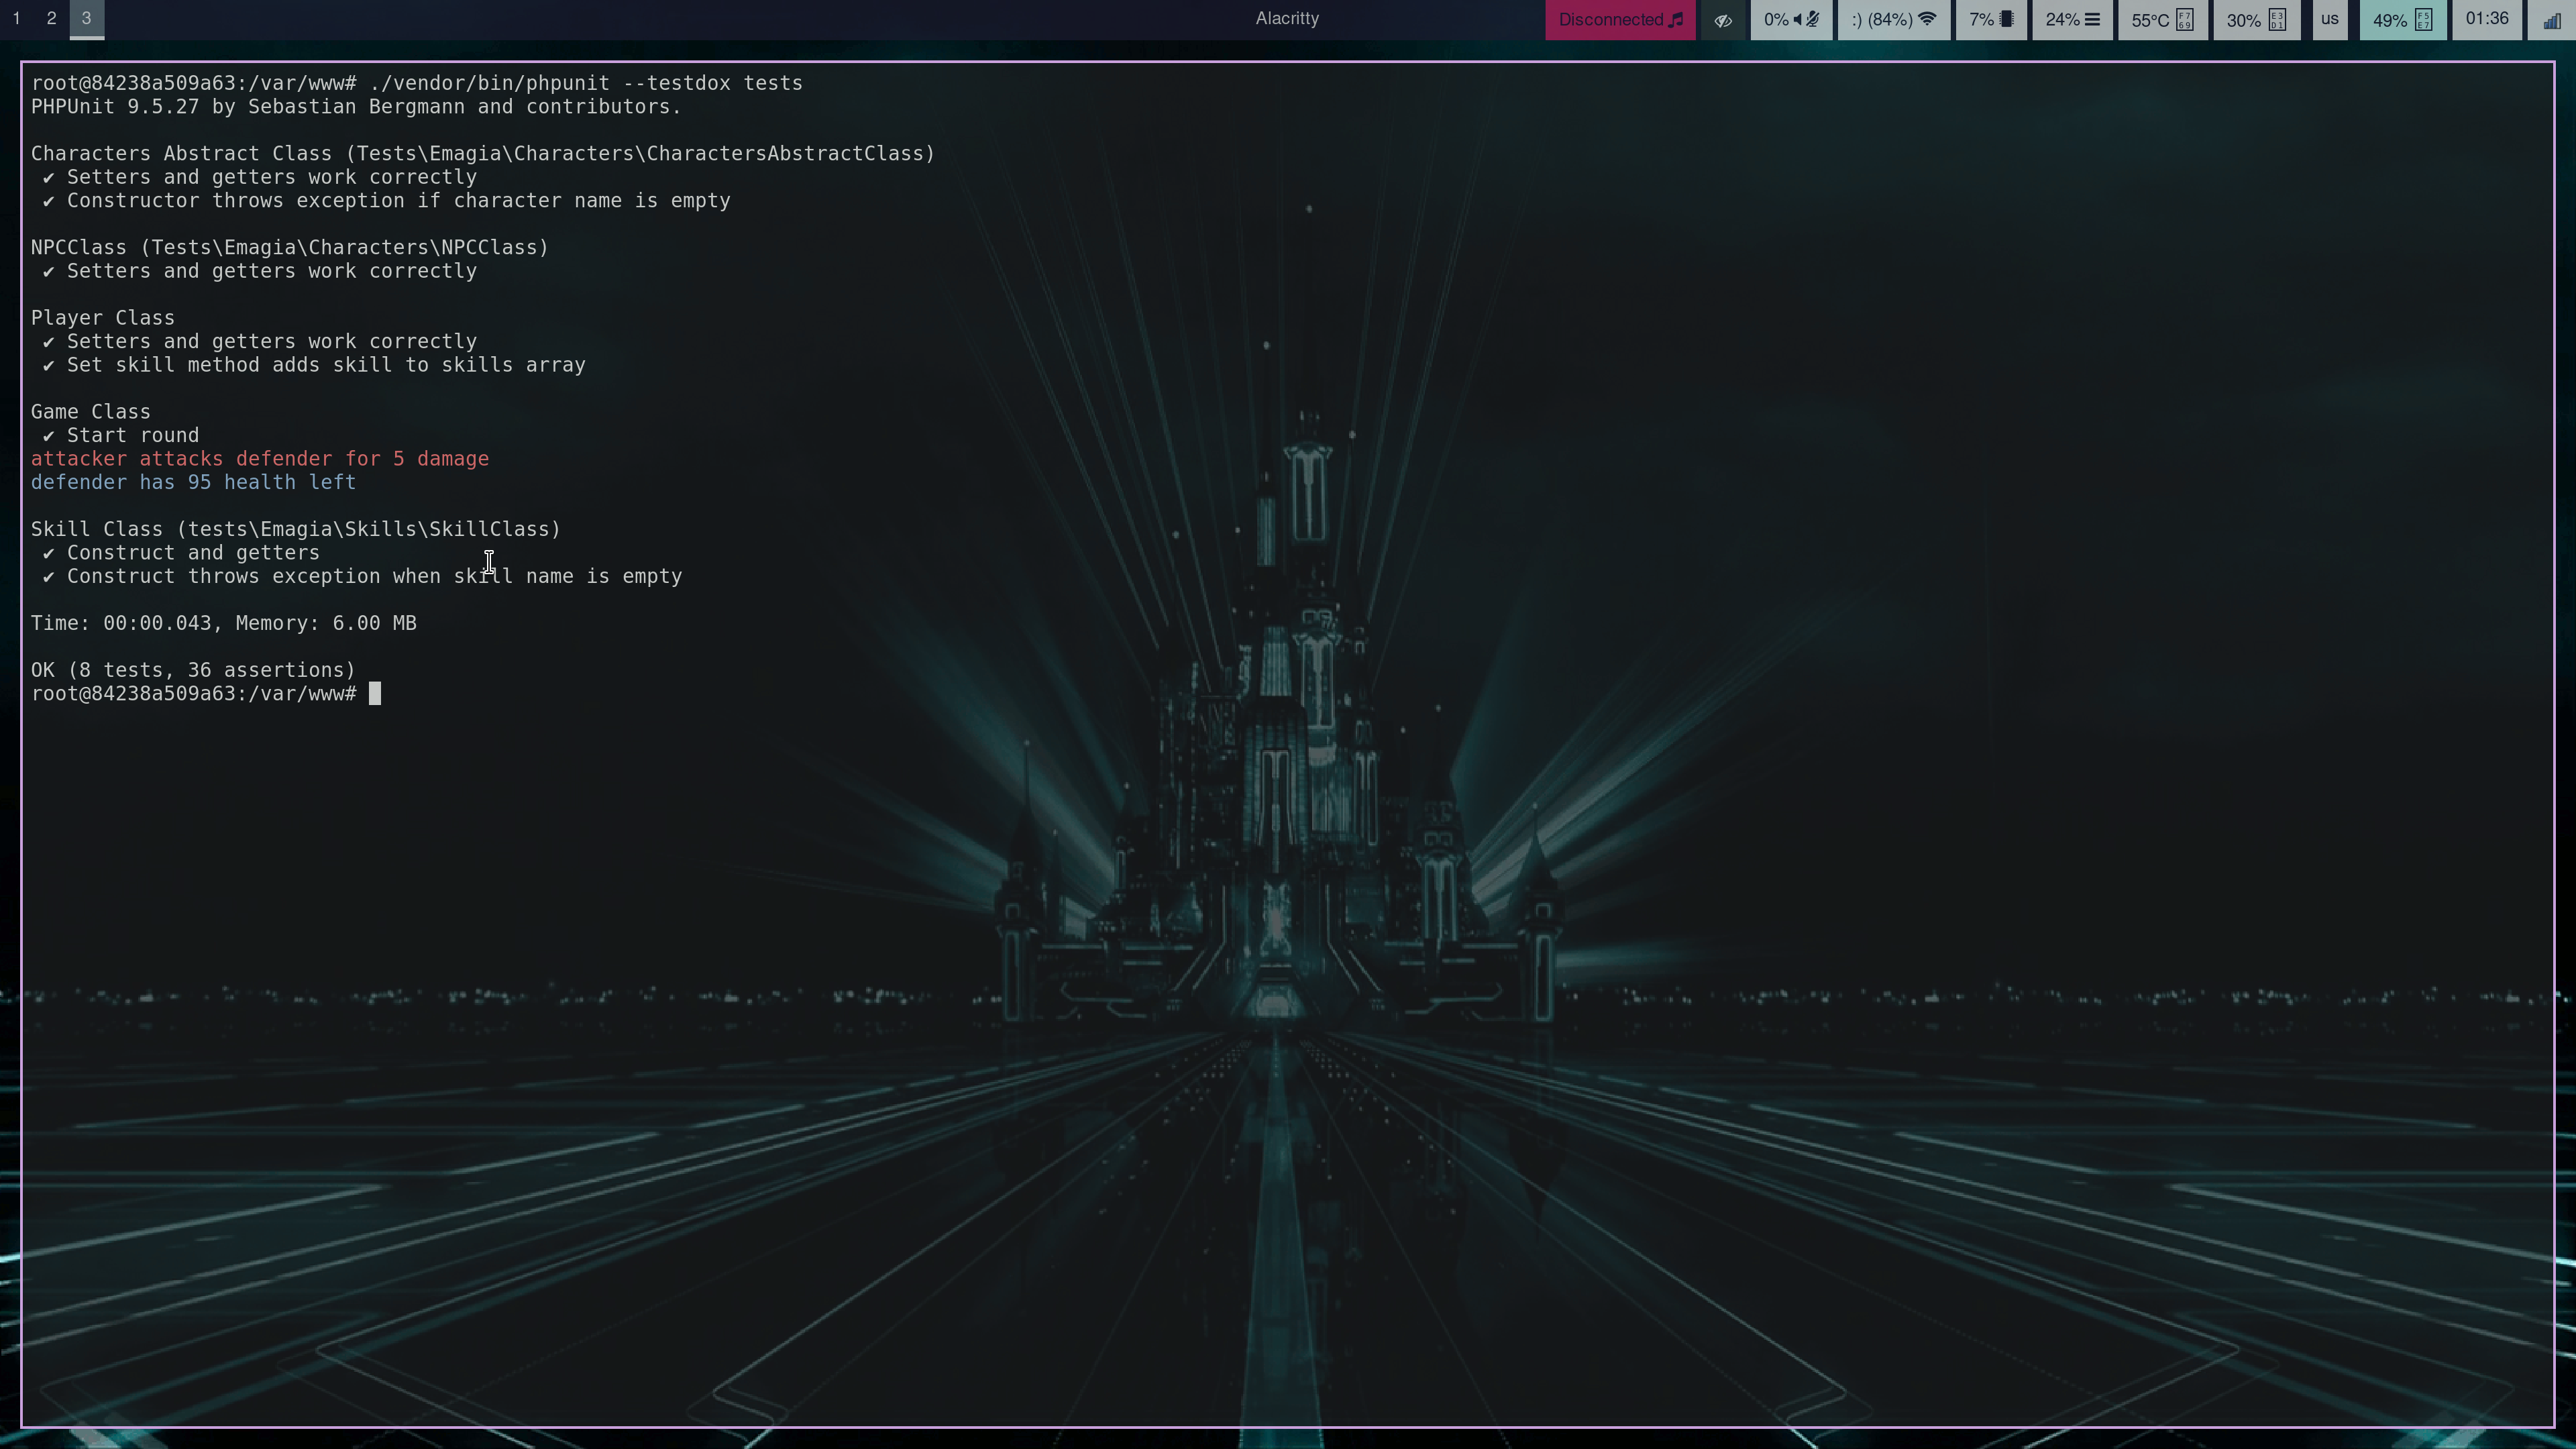 1 2 3 Alacritty Disconnected 0% :) (84%) 7% 24% 55°C F7 69 30% E3 D1 us 49% F5 E7 01:36
root@84238a509a63:/var/www# ./vendor/bin/phpunit --testdox tests
PHPUnit 9.5.27 by Sebastian Bergmann and contributors.
Characters Abstract Class (Tests\Emagia\Characters\CharactersAbstractClass)
✔ Setters and getters work correctly
✔ Constructor throws exception if character name is empty
NPCClass (Tests\Emagia\Characters\NPCClass)
✔ Setters and getters work correctly
Player Class
✔ Setters and getters work correctly
✔ Set skill method adds skill to skills array
Game Class
✔ Start round
attacker attacks defender for 5 damage
defender has 95 health left
Skill Class (tests\Emagia\Skills\SkillClass)
✔ Construct and getters
✔ Construct throws exception when skill name is empty
Time: 00:00.043, Memory: 6.00 MB
OK (8 tests, 36 assertions)
root@84238a509a63:/var/www#